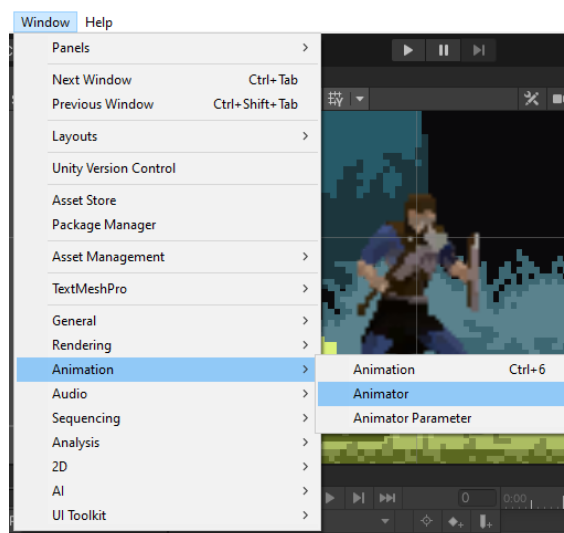 Window Help
Panels
Next Window Ctrl+Tab
Previous Window Ctrl+Shift+Tab
Layouts
Unity Version Control
Asset Store
Package Manager
Asset Management
TextMeshPro
General
Rendering
Animation
Animation Ctrl+6
Audio
Animator
Sequencing
Animator Parameter
Analysis
2D
AI
0 0:00
UI Toolkit